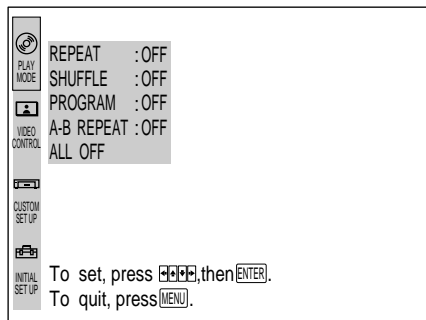 PLAY
MODE
REPEAT :OFF
SHUFFLE :OFF
PROGRAM :OFF
A-B REPEAT :OFF
ALL OFF
VIDEO
CONTROL
CUSTOM
SET UP
INITIAL
SET UP
To set, press ←↑↓→,then ENTER.
To quit, press MENU.